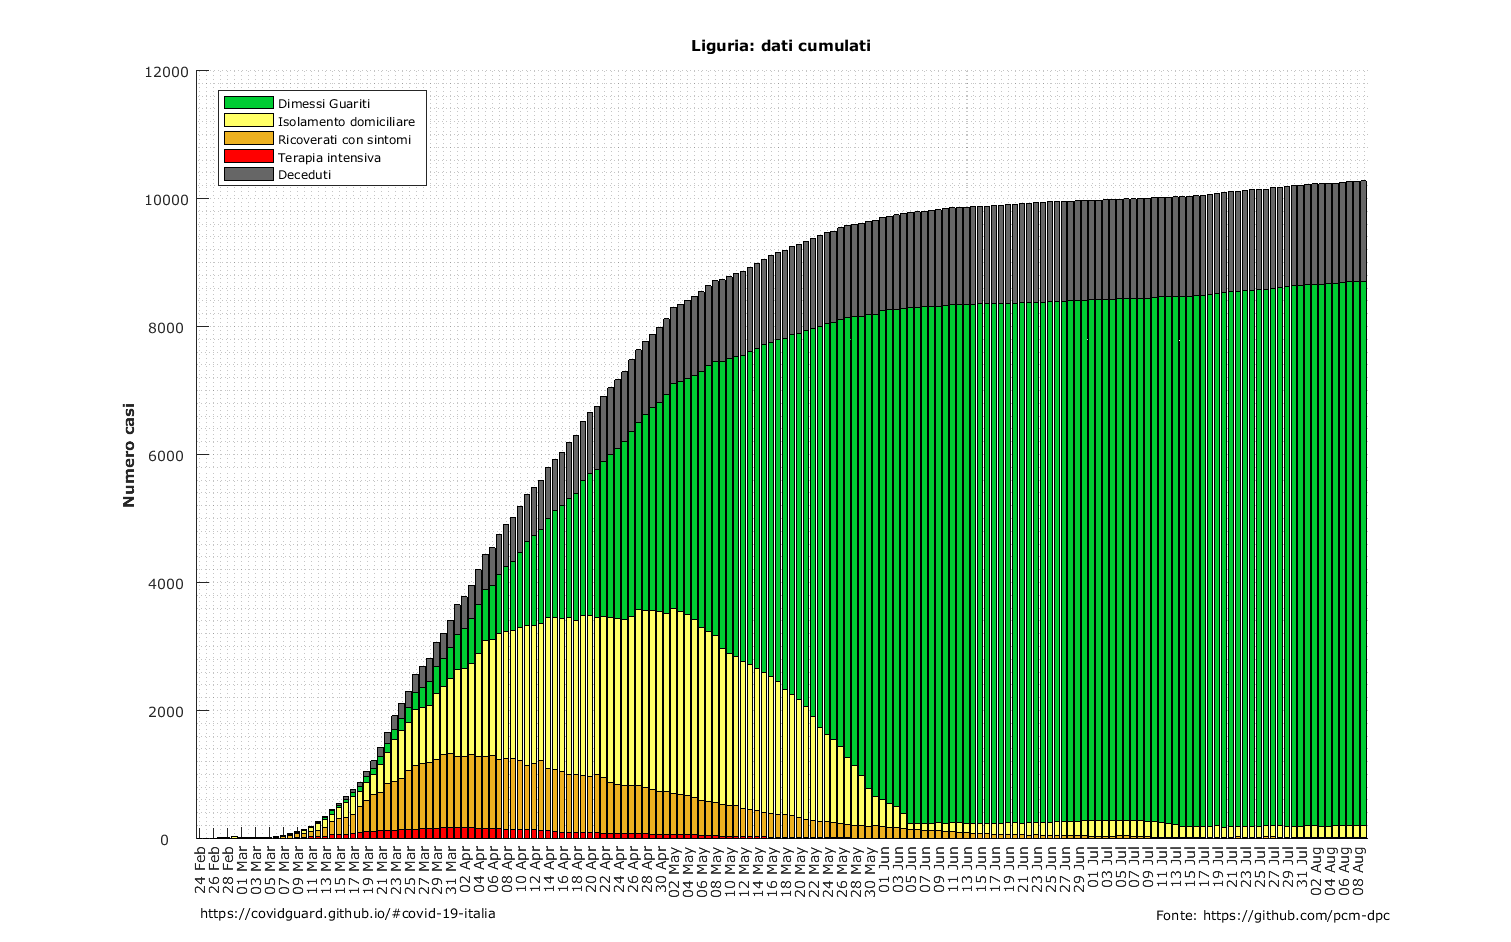 Liguria: dati cumulati
12000
10000
8000
6000
4000
2000
0
Numero casi
Dimessi Guariti
Isolamento domiciliare
Ricoverati con sintomi
Terapia intensiva
Deceduti
24 Feb
26 Feb
28 Feb
01 Mar
03 Mar
05 Mar
07 Mar
09 Mar
11 Mar
13 Mar
15 Mar
17 Mar
19 Mar
21 Mar
23 Mar
25 Mar
27 Mar
29 Mar
31 Mar
02 Apr
04 Apr
06 Apr
08 Apr
10 Apr
12 Apr
14 Apr
16 Apr
18 Apr
20 Apr
22 Apr
24 Apr
26 Apr
28 Apr
30 Apr
02 May
04 May
06 May
08 May
10 May
12 May
14 May
16 May
18 May
20 May
22 May
24 May
26 May
28 May
30 May
01 Jun
03 Jun
05 Jun
07 Jun
09 Jun
11 Jun
13 Jun
15 Jun
17 Jun
19 Jun
21 Jun
23 Jun
25 Jun
27 Jun
29 Jun
01 Jul
03 Jul
05 Jul
07 Jul
09 Jul
11 Jul
13 Jul
15 Jul
17 Jul
19 Jul
21 Jul
23 Jul
25 Jul
27 Jul
29 Jul
31 Jul
02 Aug
04 Aug
06 Aug
08 Aug
https://covidguard.github.io/#covid-19-italia
Fonte: https://github.com/pcm-dpc